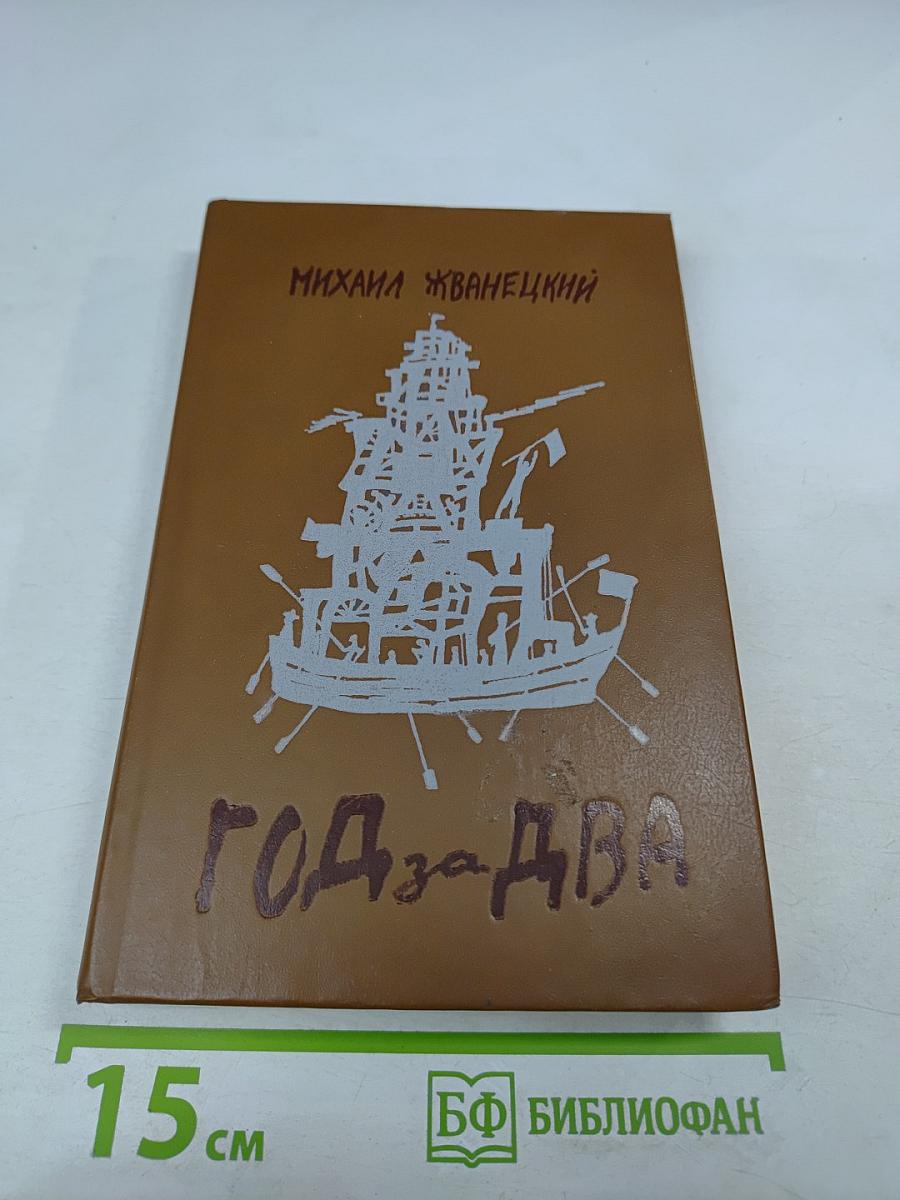 МИХАИЛ ЖВАНЕЦКИЙ
ГОД за ДВА
15 см
БФ БИБЛИОФАН